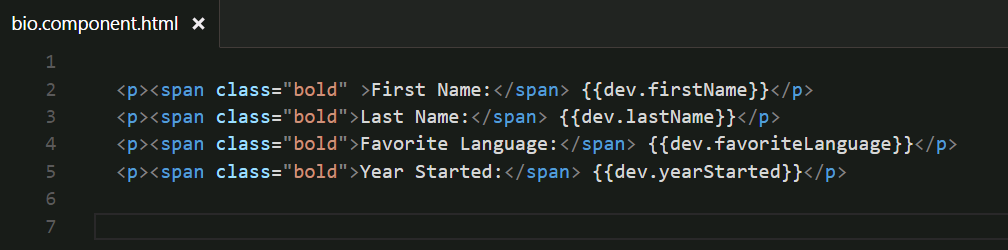 bio.component.html ×
1
2 <p><span class="bold" >First Name:</span> {{dev.firstName}}</p>
3 <p><span class="bold">Last Name:</span> {{dev.lastName}}</p>
4 <p><span class="bold">Favorite Language:</span> {{dev.favoriteLanguage}}</p>
5 <p><span class="bold">Year Started:</span> {{dev.yearStarted}}</p>
6
7